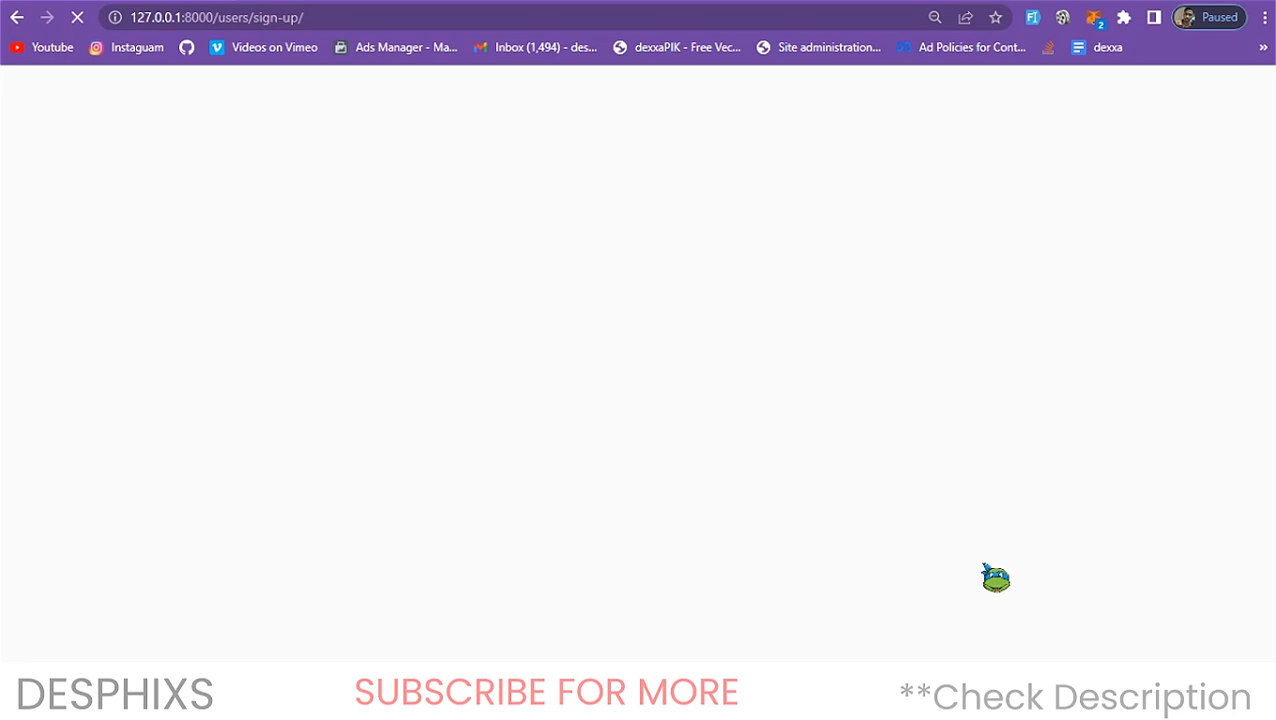 127.0.0.1:8000/users/sign-up/
Paused
Youtube
Instaguam
Videos on Vimeo
Ads Manager - Ma...
Inbox (1,494) - des...
dexxaPIK - Free Vec...
Site administration...
Ad Policies for Cont...
dexxa
»
DESPHIXS
SUBSCRIBE FOR MORE
**Check Description